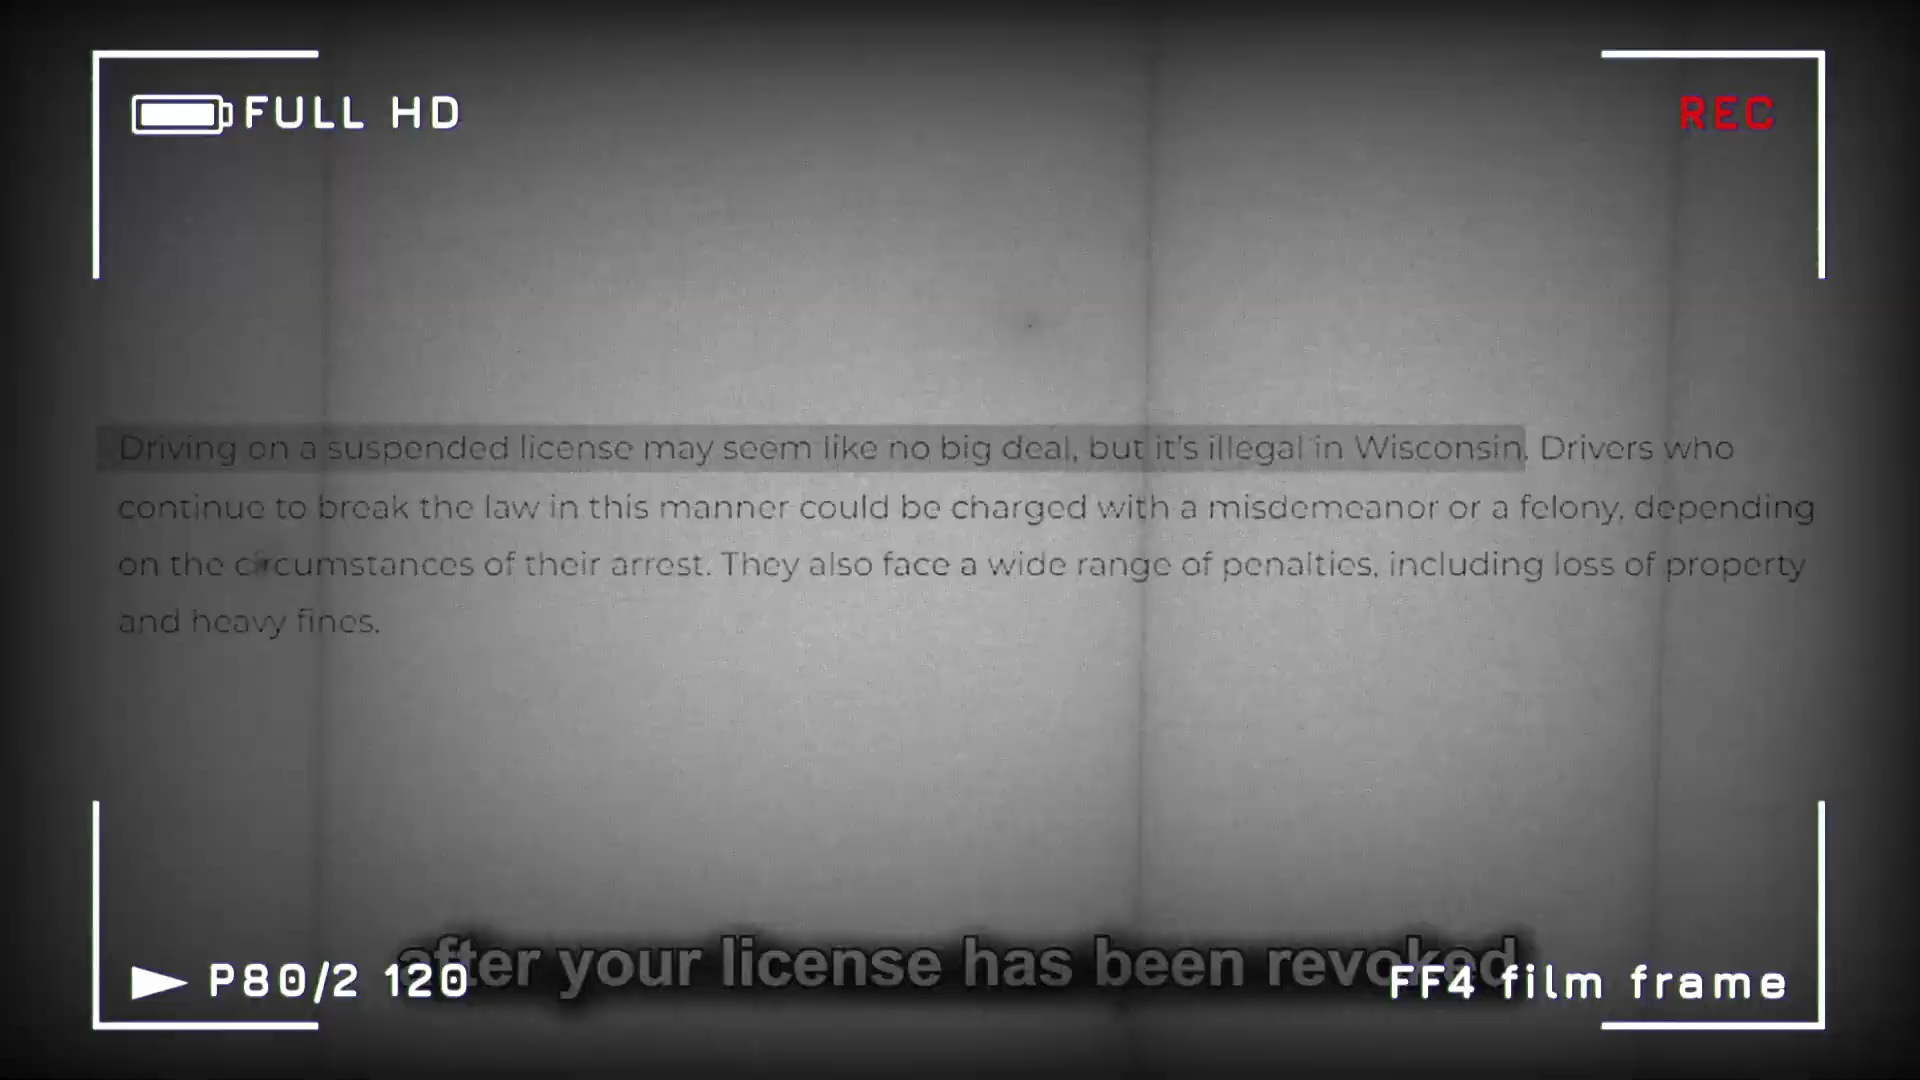 FULL HD
REC
Driving on a suspended license may seem like no big deal, but it's illegal in Wisconsin. Drivers who
continue to break the law in this manner could be charged with a misdemeanor or a felony, depending
on the circumstances of their arrest. They also face a wide range of penalties, including loss of property
and heavy fines.
after your license has been revoked
P80/2 120
FF4 film frame